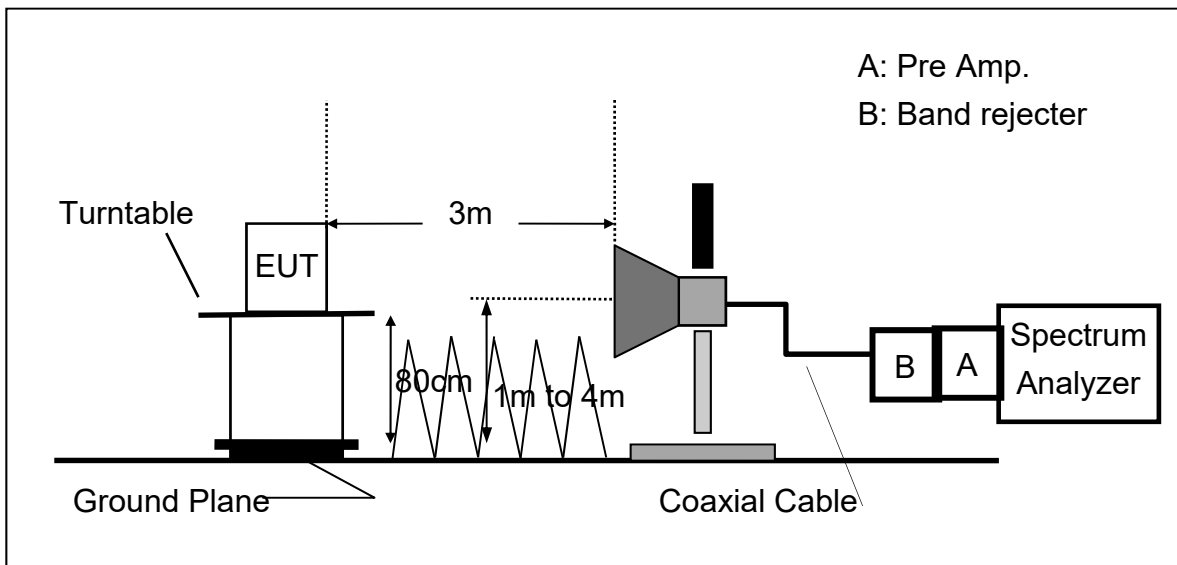 A: Pre Amp.
B: Band rejecter
Turntable
3m
EUT
80cm
1m to 4m
B
A
Spectrum
Analyzer
Ground Plane
Coaxial Cable